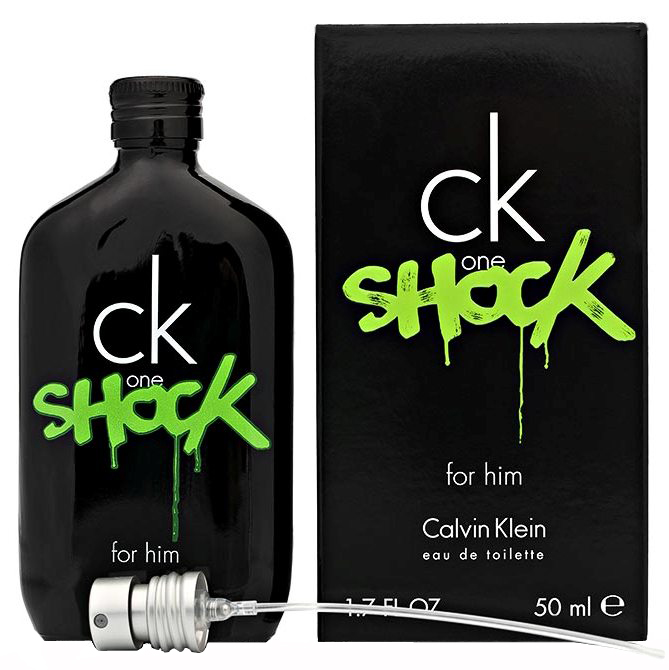 ck
one
SHOCK
for him
ck
one
SHOCK
for him
Calvin Klein
eau de toilette
1.7 FL OZ 50 ml e